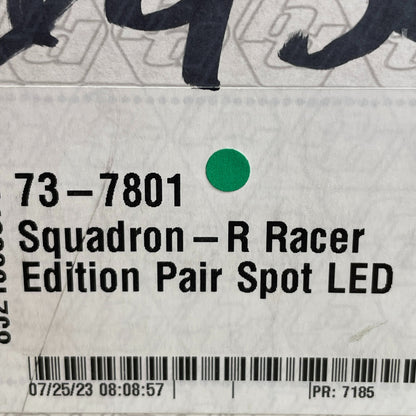 73-7801
Squadron-R Racer
Edition Pair Spot LED
07/25/23 08:08:57
PR: 7185